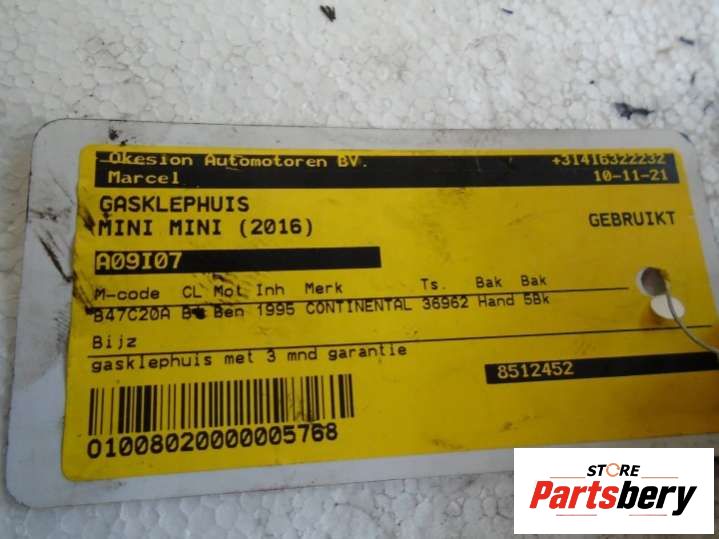 Okesion Automotoren BV. +31416322232
Marcel 10-11-21
GASKLEPHUIS
MINI MINI (2016) GEBRUIKT
A09I07
M-code CL Mot Inh Merk Ts. Bak Bak
B47C20A Ben 1995 CONTINENTAL 36962 Hand 5Bk
Bijz
gasklephuis met 3 mnd garantie
8512452
01008020000005768
STORE
Partsbery